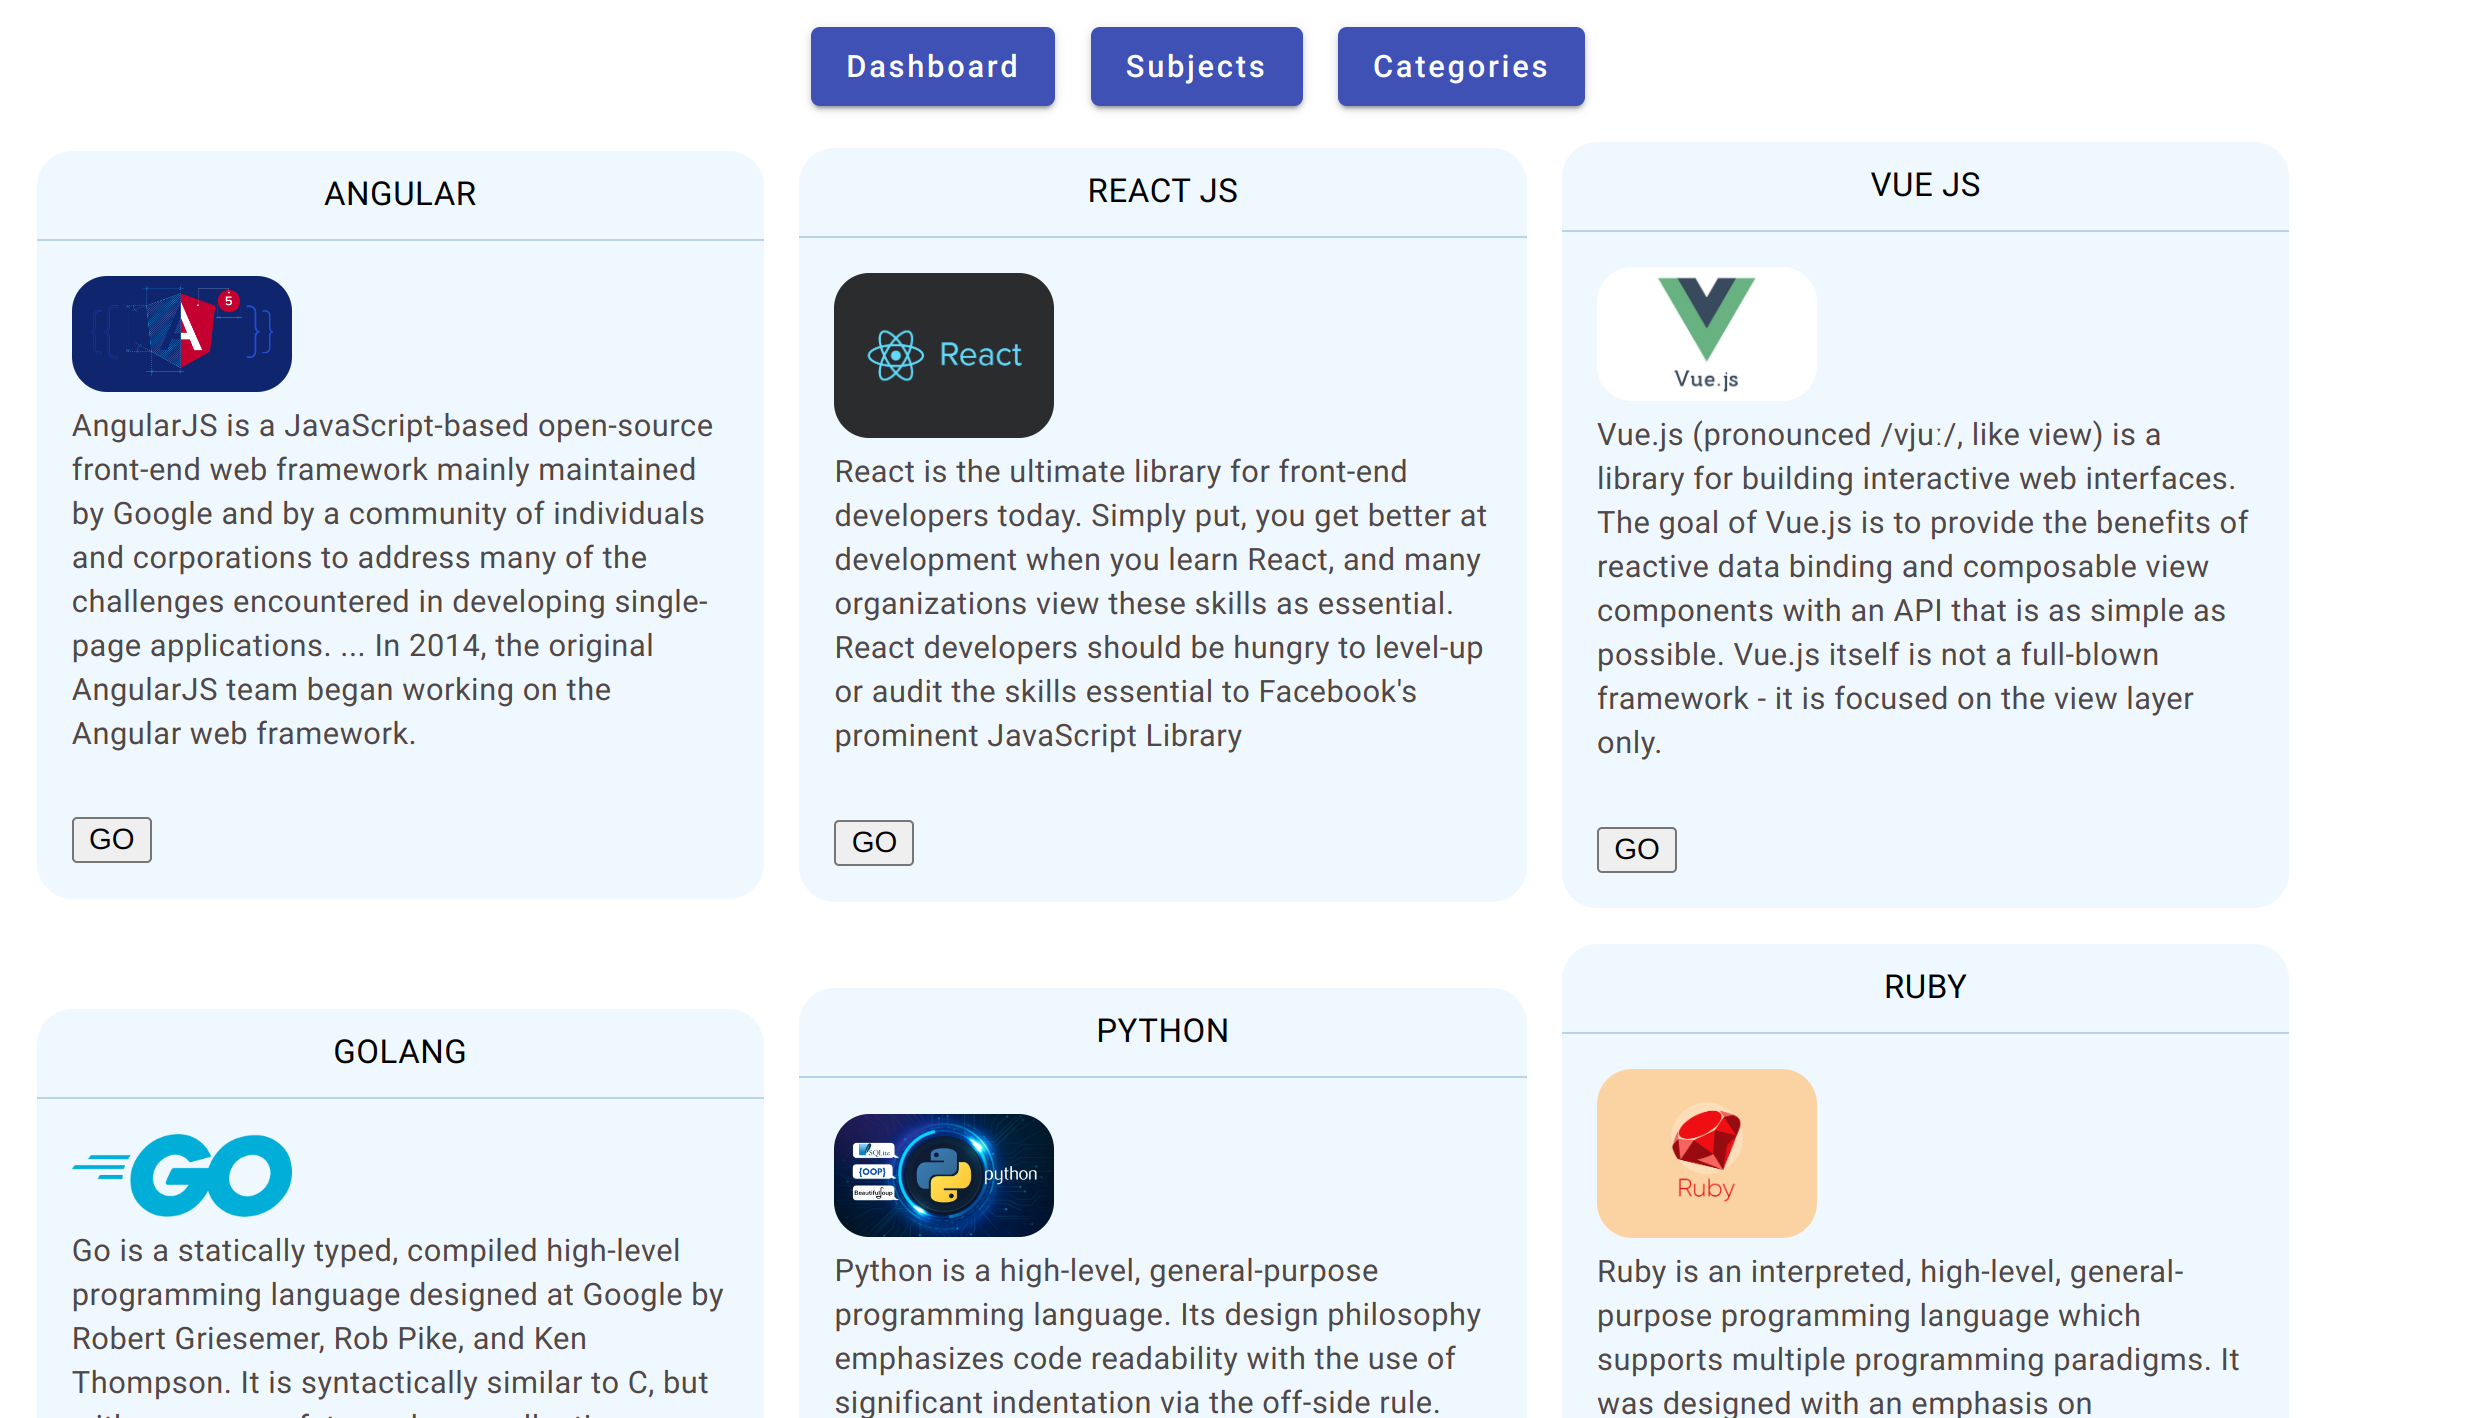 Dashboard
Subjects
Categories
ANGULAR
5
A
AngularJS is a JavaScript-based open-source
front-end web framework mainly maintained
by Google and by a community of individuals
and corporations to address many of the
challenges encountered in developing single-
page applications. ... In 2014, the original
AngularJS team began working on the
Angular web framework.
GO
REACT JS
React
React is the ultimate library for front-end
developers today. Simply put, you get better at
development when you learn React, and many
organizations view these skills as essential.
React developers should be hungry to level-up
or audit the skills essential to Facebook's
prominent JavaScript Library
GO
VUE JS
Vue.js
Vue.js (pronounced /vjuː/, like view) is a
library for building interactive web interfaces.
The goal of Vue.js is to provide the benefits of
reactive data binding and composable view
components with an API that is as simple as
possible. Vue.js itself is not a full-blown
framework - it is focused on the view layer
only.
GO
GOLANG
GO
Go is a statically typed, compiled high-level
programming language designed at Google by
Robert Griesemer, Rob Pike, and Ken
Thompson. It is syntactically similar to C, but
PYTHON
SQLite
{OOP}
BeautifulSoup
python
Python is a high-level, general-purpose
programming language. Its design philosophy
emphasizes code readability with the use of
significant indentation via the off-side rule.
RUBY
Ruby
Ruby is an interpreted, high-level, general-
purpose programming language which
supports multiple programming paradigms. It
was designed with an emphasis on